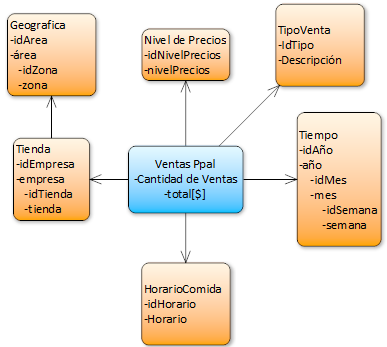 Geografica
-idArea
-área
-idZona
-zona
Nivel de Precios
-idNivelPrecios
-nivelPrecios
TipoVenta
-IdTipo
-Descripción
Tienda
-idEmpresa
-empresa
-idTienda
-tienda
Ventas Ppal
-Cantidad de Ventas
-total[$]
Tiempo
-idAño
-año
-idMes
-mes
-idSemana
-semana
HorarioComida
-idHorario
-Horario